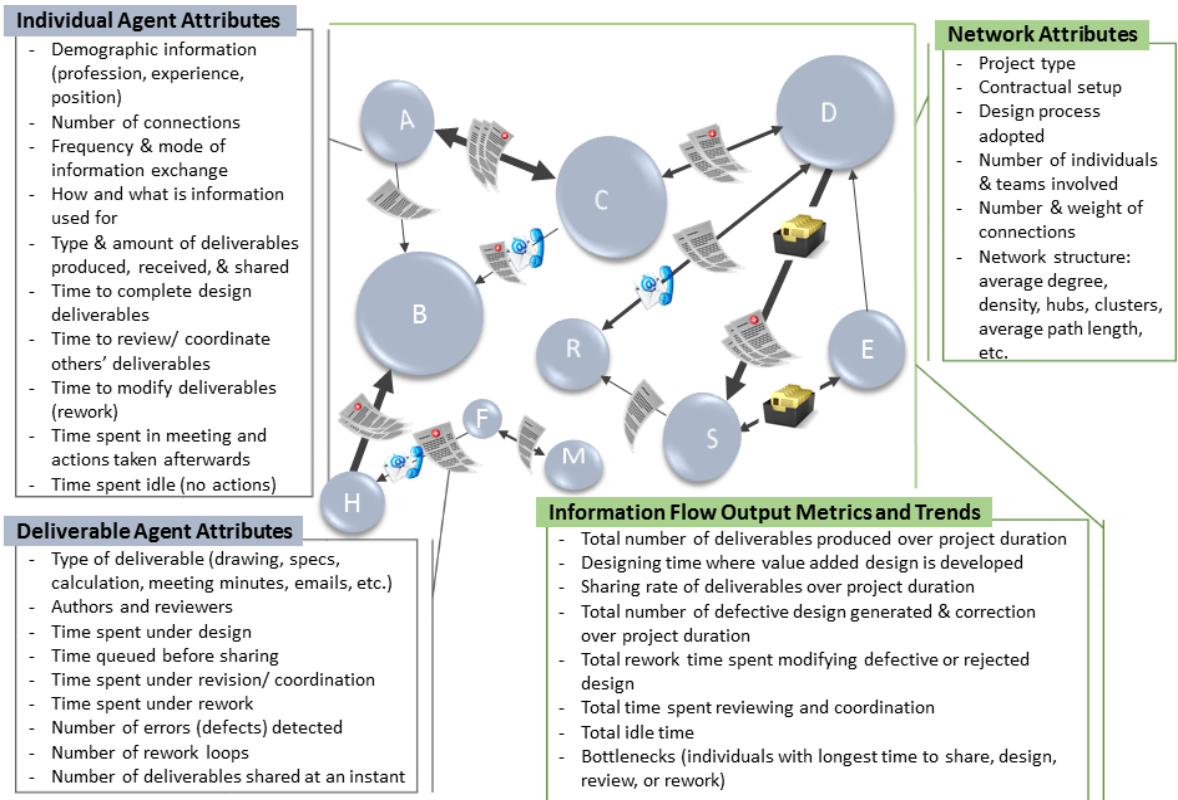 Individual Agent Attributes
- Demographic information
(profession, experience,
position)
- Number of connections
- Frequency & mode of
information exchange
- How and what is information
used for
- Type & amount of deliverables
produced, received, & shared
- Time to complete design
deliverables
- Time to review/ coordinate
others’ deliverables
- Time to modify deliverables
(rework)
- Time spent in meeting and
actions taken afterwards
- Time spent idle (no actions)
Deliverable Agent Attributes
- Type of deliverable (drawing, specs,
calculation, meeting minutes, emails, etc.)
- Authors and reviewers
- Time spent under design
- Time queued before sharing
- Time spent under revision/ coordination
- Time spent under rework
- Number of errors (defects) detected
- Number of rework loops
- Number of deliverables shared at an instant
A
D
C
B
R
E
S
F
M
H
Network Attributes
- Project type
- Contractual setup
- Design process
adopted
- Number of individuals
& teams involved
- Number & weight of
connections
- Network structure:
average degree,
density, hubs, clusters,
average path length,
etc.
Information Flow Output Metrics and Trends
- Total number of deliverables produced over project duration
- Designing time where value added design is developed
- Sharing rate of deliverables over project duration
- Total number of defective design generated & correction
over project duration
- Total rework time spent modifying defective or rejected
design
- Total time spent reviewing and coordination
- Total idle time
- Bottlenecks (individuals with longest time to share, design,
review, or rework)